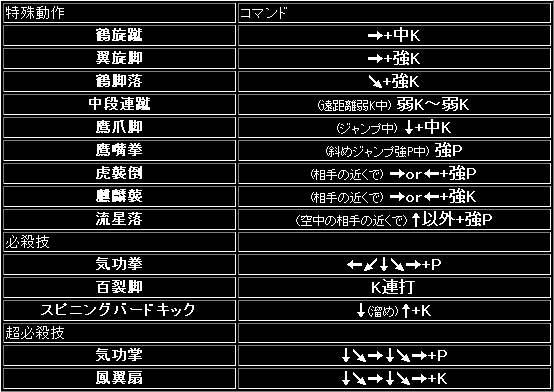 特殊動作 コマンド
鶴旋蹴 →+中K
翼旋脚 →+強K
鶴脚落 ↘+強K
中段連蹴 (遠距離弱K中) 弱K～弱K
鷹爪脚 (ジャンプ中) ↓+中K
鷹嘴拳 (斜めジャンプ強P中) 強P
虎襲倒 (相手の近くで) →or←+強P
麒麟襲 (相手の近くで) →or←+強K
流星落 (空中の相手の近くで) ↑以外+強P
必殺技
気功拳 ←↙↓↘→+P
百裂脚 K連打
スピニングバードキック ↓(溜め)↑+K
超必殺技
気功掌 ↓↘→↓↘→+P
鳳翼扇 ↓↘→↓↘→+K